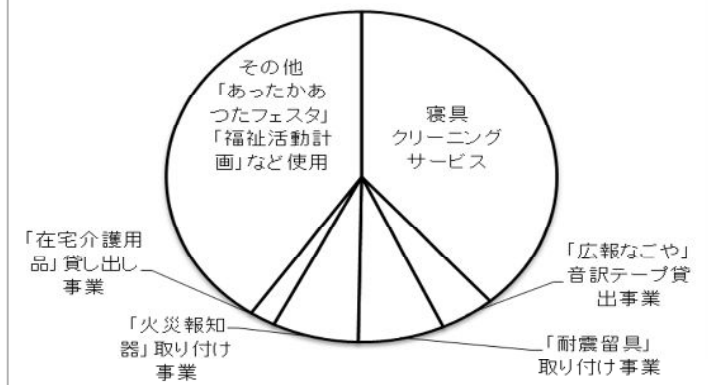 その他
「あったかあ
つたフェスタ」
「福祉活動計
画」など使用
寝具
クリーニング
サービス
「広報なごや」
音訳テープ貸
出事業
「耐震留具」
取り付け事業
「火災報知
器」取り付け
事業
「在宅介護用
品」貸し出し
事業